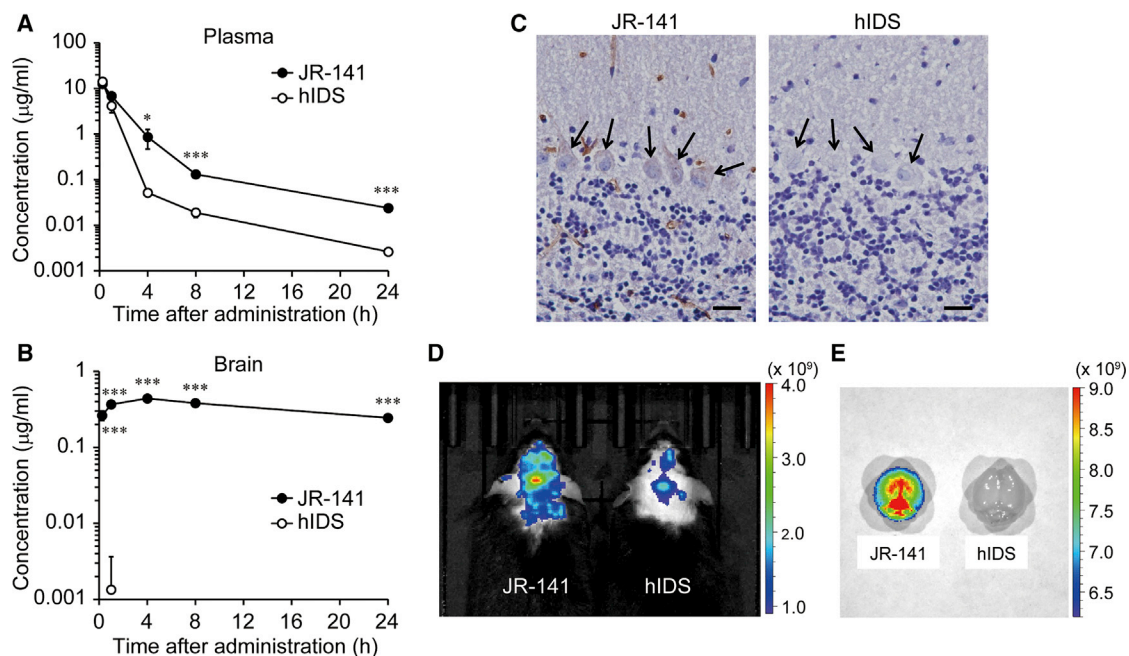 A
Plasma
Concentration (μg/ml)
100
10
1
0.1
0.01
0.001
JR-141
hIDS
*
***
***
0 4 8 12 16 20 24
Time after administration (h)
B
Brain
Concentration (μg/ml)
1
0.1
0.01
0.001
***
***
***
***
***
JR-141
hIDS
0 4 8 12 16 20 24
Time after administration (h)
C
JR-141
hIDS
D
JR-141
hIDS
(x 10⁹)
4.0
3.0
2.0
1.0
E
JR-141
hIDS
(x 10⁹)
9.0
8.5
8.0
7.5
7.0
6.5